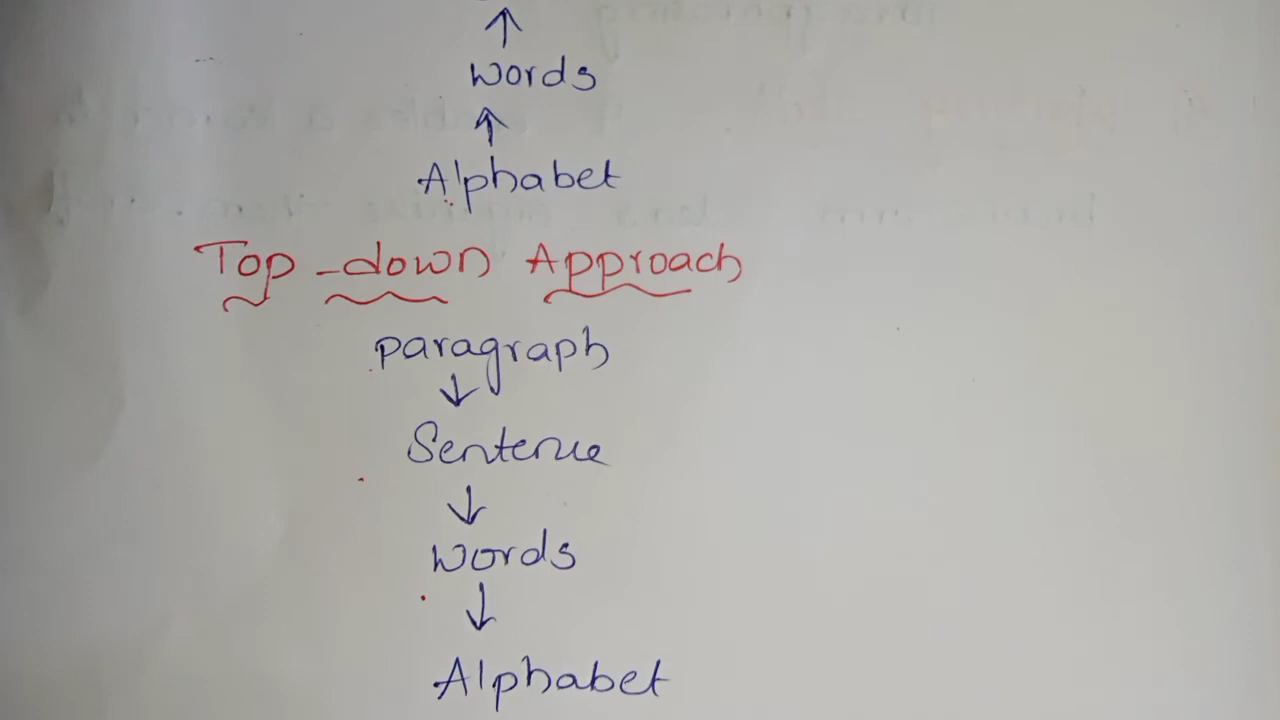 ↑
words
↑
Alphabet
Top-down Approach
paragraph
↓
Sentence
↓
words
↓
Alphabet